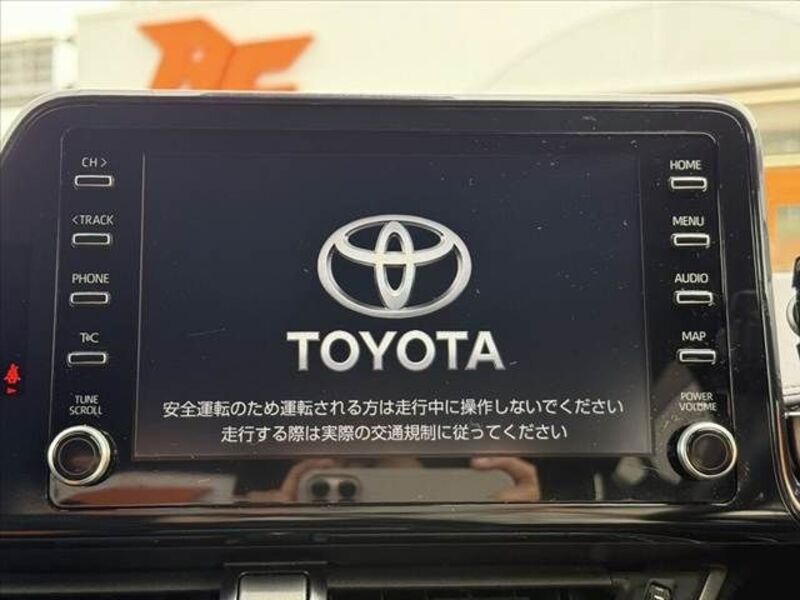 CH >
< TRACK
PHONE
T•C
TUNE
SCROLL
TOYOTA
安全運転のため運転される方は走行中に操作しないでください
走行する際は実際の交通規制に従ってください
HOME
MENU
AUDIO
MAP
POWER
VOLUME